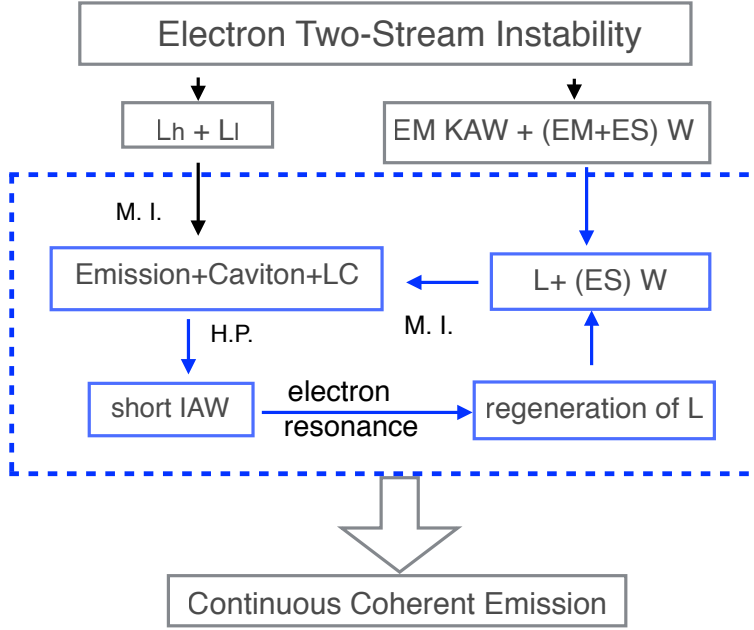 Electron Two-Stream Instability
Lh + Ll
EM KAW + (EM+ES) W
M. I.
Emission+Caviton+LC
L+ (ES) W
M. I.
H.P.
short IAW
electron
resonance
regeneration of L
Continuous Coherent Emission